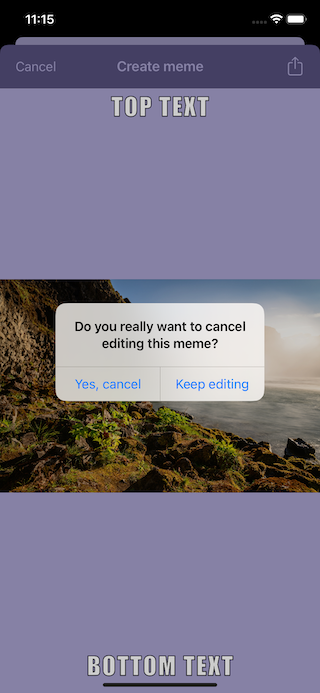 11:15
Cancel Create meme
TOP TEXT
Do you really want to cancel
editing this meme?
Yes, cancel Keep editing
BOTTOM TEXT